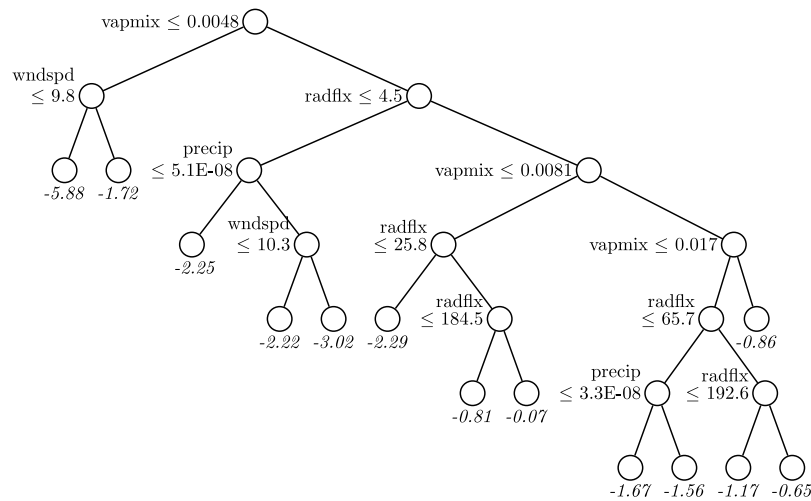 vapmix ≤ 0.0048
wndspd
≤ 9.8
radflx ≤ 4.5
-5.88
-1.72
precip
≤ 5.1E-08
vapmix ≤ 0.0081
-2.25
wndspd
≤ 10.3
radflx
≤ 25.8
vapmix ≤ 0.017
-2.22
-3.02
-2.29
radflx
≤ 184.5
radflx
≤ 65.7
-0.86
-0.81
-0.07
precip
≤ 3.3E-08
radflx
≤ 192.6
-1.67
-1.56
-1.17
-0.65